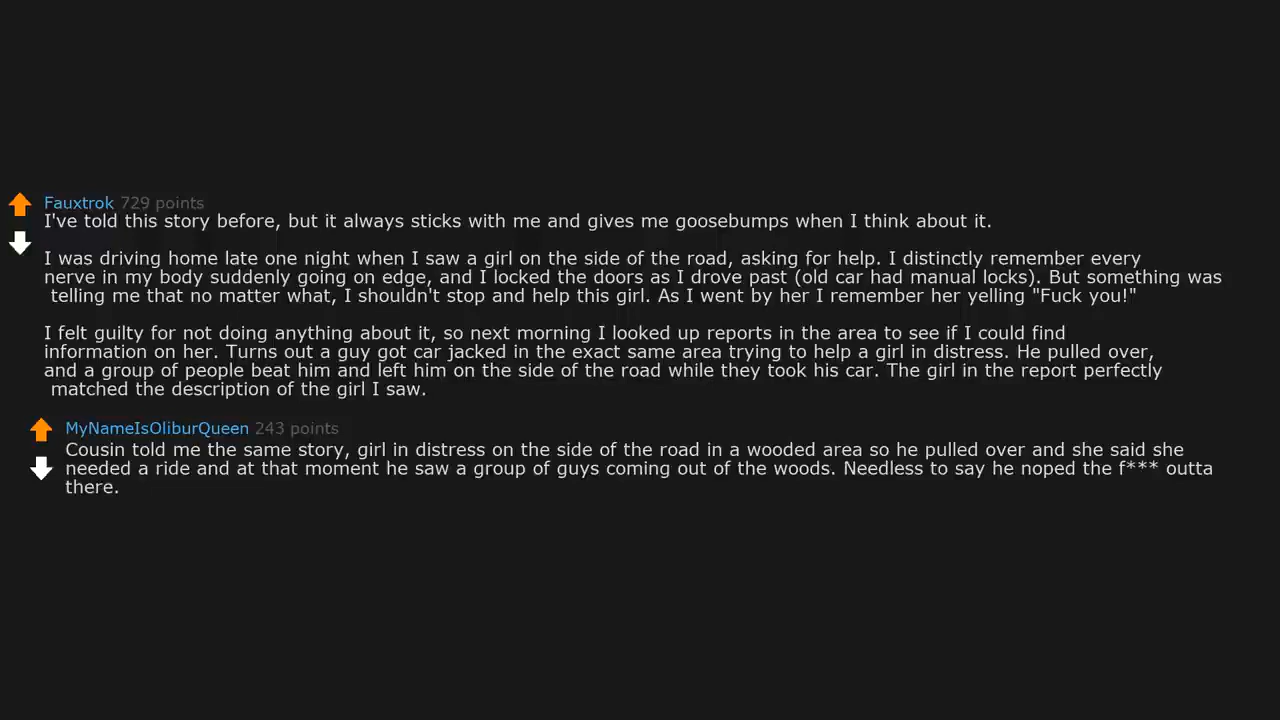 Fauxtrok 729 points
I've told this story before, but it always sticks with me and gives me goosebumps when I think about it.
I was driving home late one night when I saw a girl on the side of the road, asking for help. I distinctly remember every
nerve in my body suddenly going on edge, and I locked the doors as I drove past (old car had manual locks). But something was
telling me that no matter what, I shouldn't stop and help this girl. As I went by her I remember her yelling "Fuck you!"
I felt guilty for not doing anything about it, so next morning I looked up reports in the area to see if I could find
information on her. Turns out a guy got car jacked in the exact same area trying to help a girl in distress. He pulled over,
and a group of people beat him and left him on the side of the road while they took his car. The girl in the report perfectly
matched the description of the girl I saw.
MyNameIsOliburQueen 243 points
Cousin told me the same story, girl in distress on the side of the road in a wooded area so he pulled over and she said she
needed a ride and at that moment he saw a group of guys coming out of the woods. Needless to say he noped the f*** outta
there.